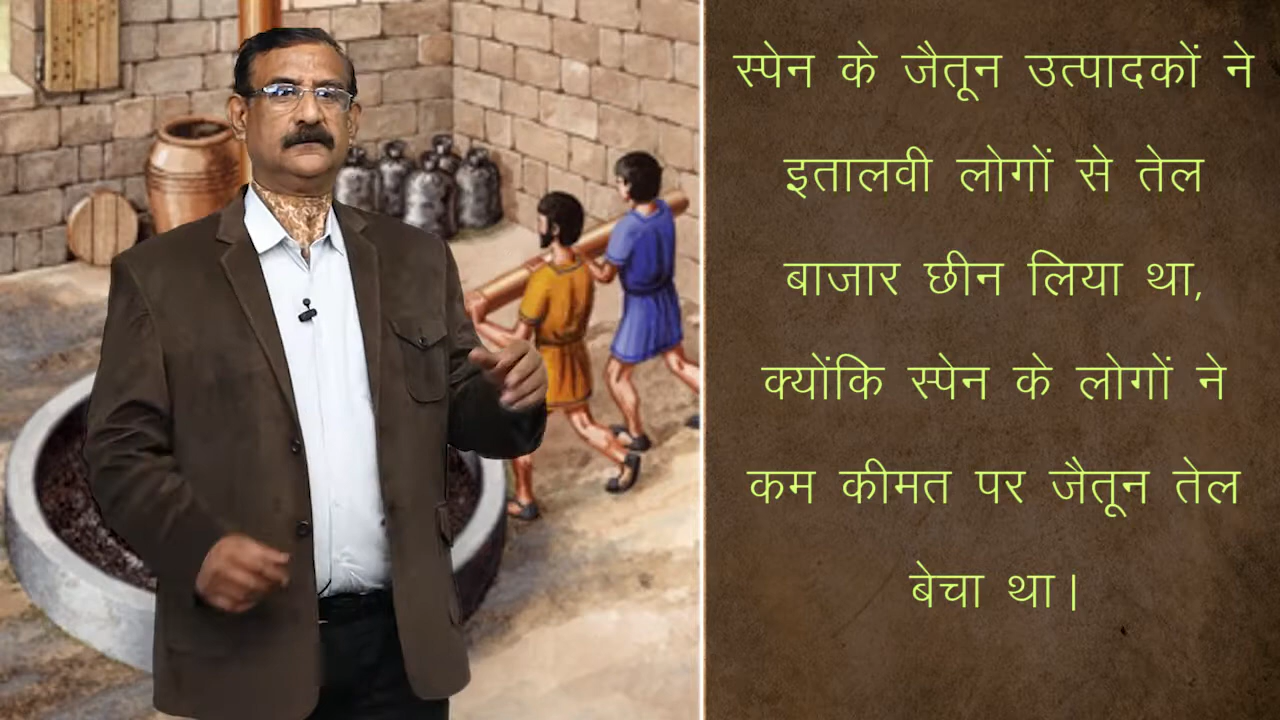 स्पेन के जैतून उत्पादकों ने
इतालवी लोगों से तेल
बाजार छीन लिया था,
क्योंकि स्पेन के लोगों ने
कम कीमत पर जैतून तेल
बेचा था।